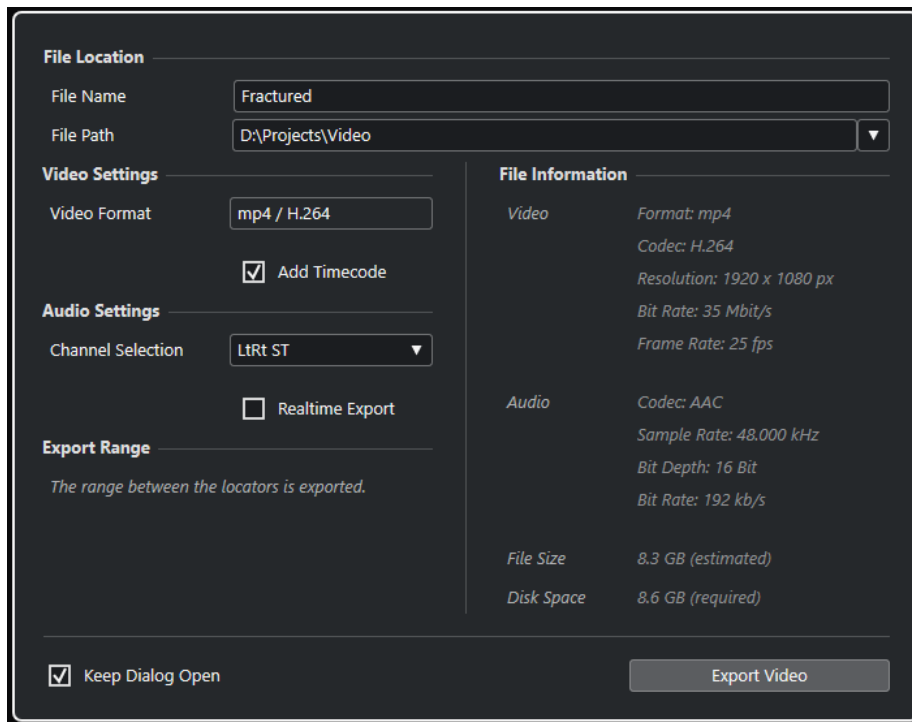 File Location
File Name
Fractured
File Path
D:\Projects\Video
Video Settings
Video Format
mp4 / H.264
Add Timecode
Audio Settings
Channel Selection
LtRt ST
Realtime Export
Export Range
The range between the locators is exported.
File Information
Video
Format: mp4
Codec: H.264
Resolution: 1920 x 1080 px
Bit Rate: 35 Mbit/s
Frame Rate: 25 fps
Audio
Codec: AAC
Sample Rate: 48.000 kHz
Bit Depth: 16 Bit
Bit Rate: 192 kb/s
File Size
8.3 GB (estimated)
Disk Space
8.6 GB (required)
Keep Dialog Open
Export Video